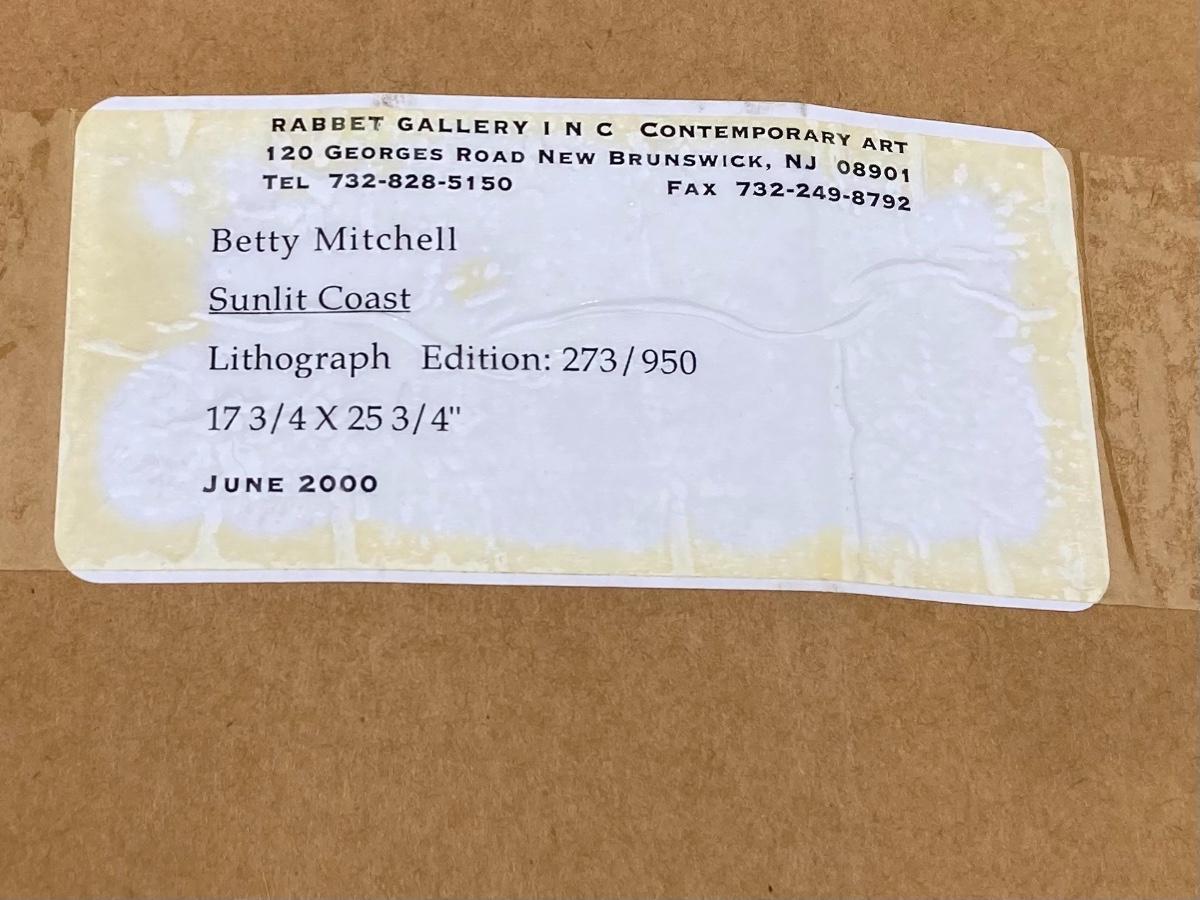 RABBET GALLERY I N C CONTEMPORARY ART
120 GEORGES ROAD NEW BRUNSWICK, NJ 08901
TEL 732-828-5150 FAX 732-249-8792
Betty Mitchell
Sunlit Coast
Lithograph Edition: 273/950
17 3/4 X 25 3/4"
JUNE 2000